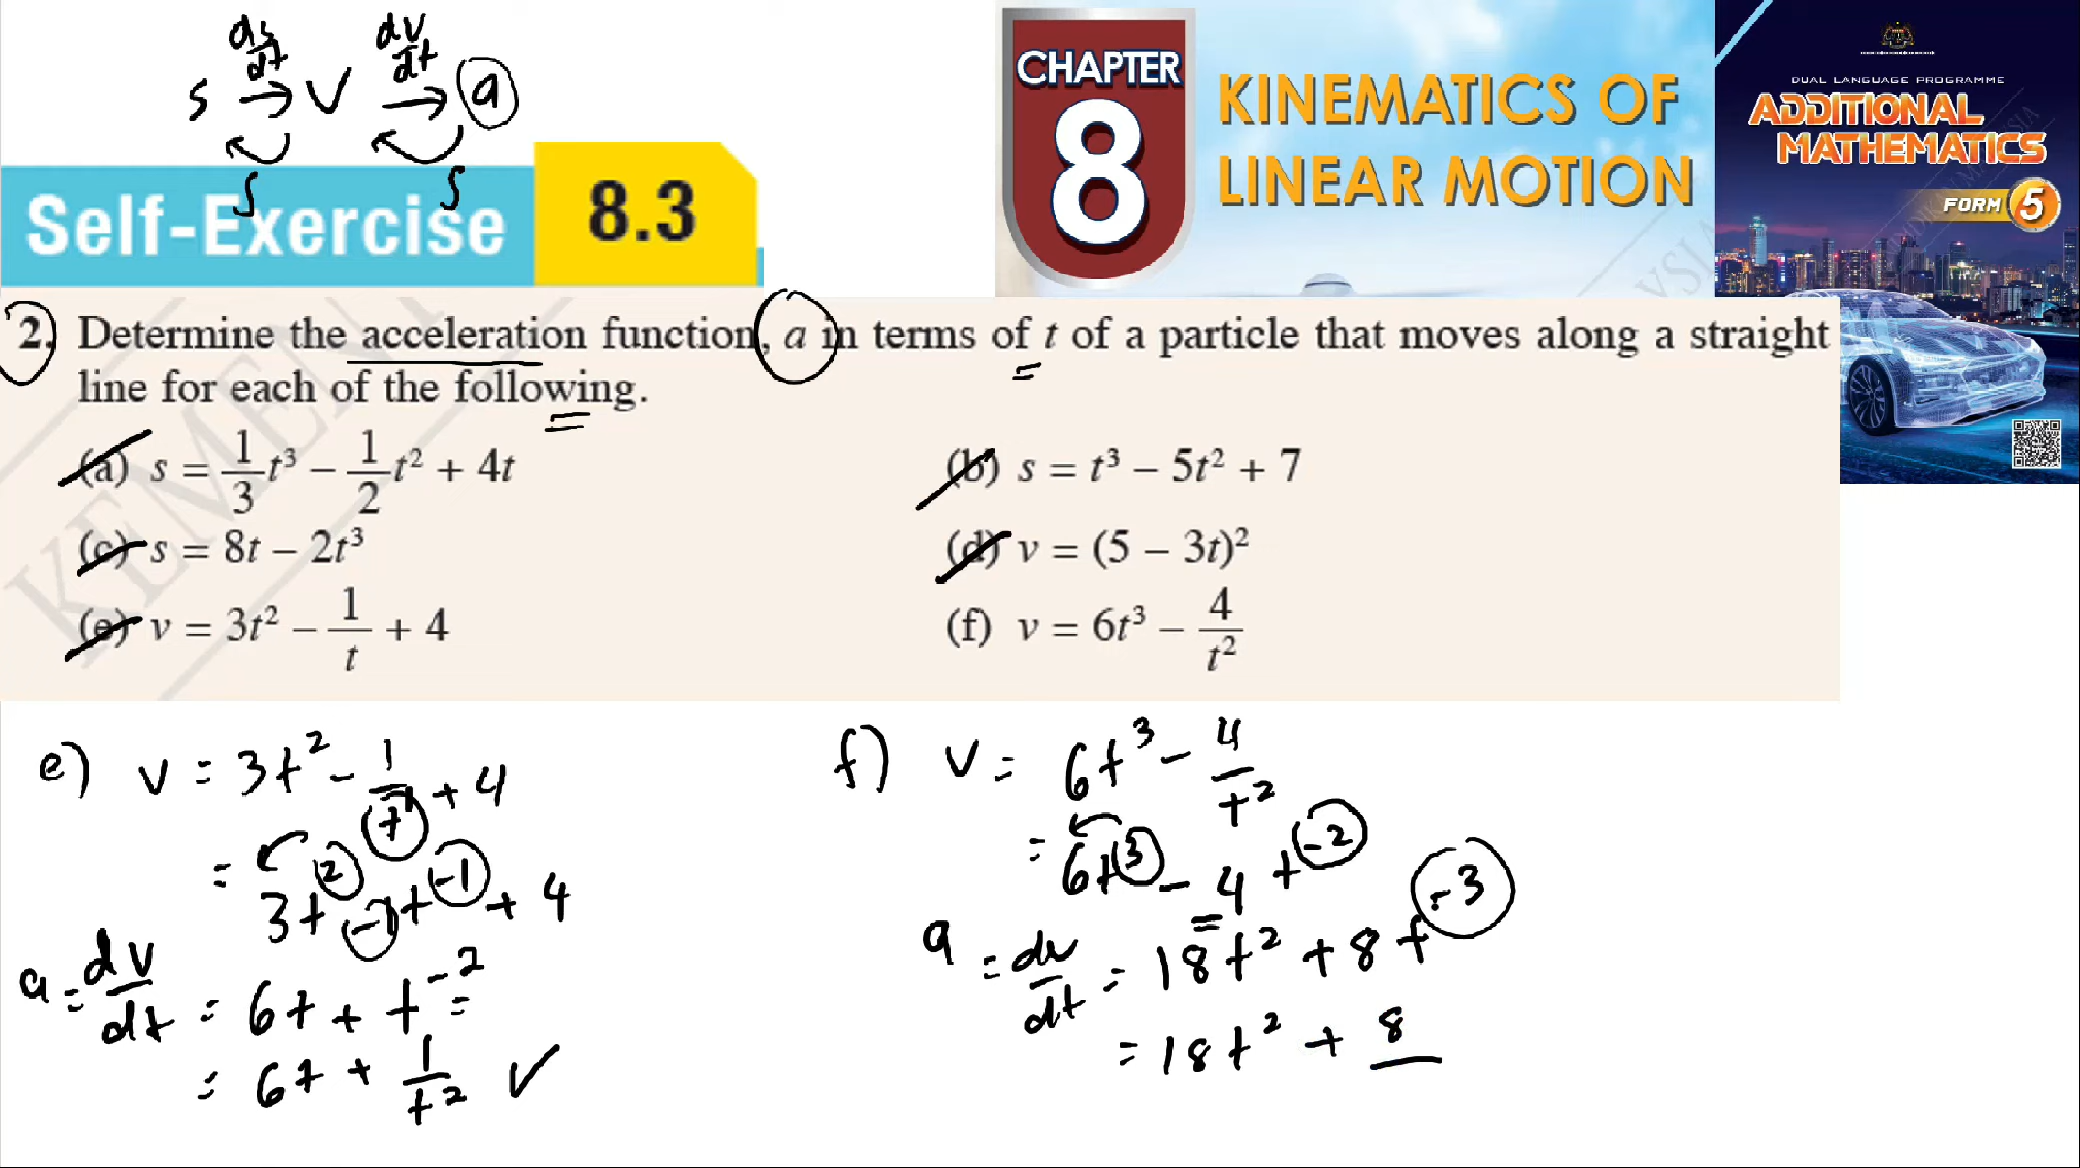 ds/dt dv/dt
s → v → a
∫ ∫
Self-Exercise 8.3
CHAPTER 8
KINEMATICS OF
LINEAR MOTION
DUAL LANGUAGE PROGRAMME
ADDITIONAL
MATHEMATICS
FORM 5
2. Determine the acceleration function, a in terms of t of a particle that moves along a straight
line for each of the following.
(a) s = 1/3 t³ – 1/2 t² + 4t
(b) s = t³ – 5t² + 7
(c) s = 8t – 2t³
(d) v = (5 – 3t)²
(e) v = 3t² – 1/t + 4
(f) v = 6t³ – 4/t²
KEMEN
e) v = 3t² - 1/t¹ + 4
= 3t² - 1t⁻¹ + 4
a = dv/dt = 6t + t⁻²
= 6t + 1/t² ✓
f) v = 6t³ - 4/t²
= 6t³ - 4t⁻²
a = dv/dt = 18t² + 8t⁻³
= 18t² + 8/